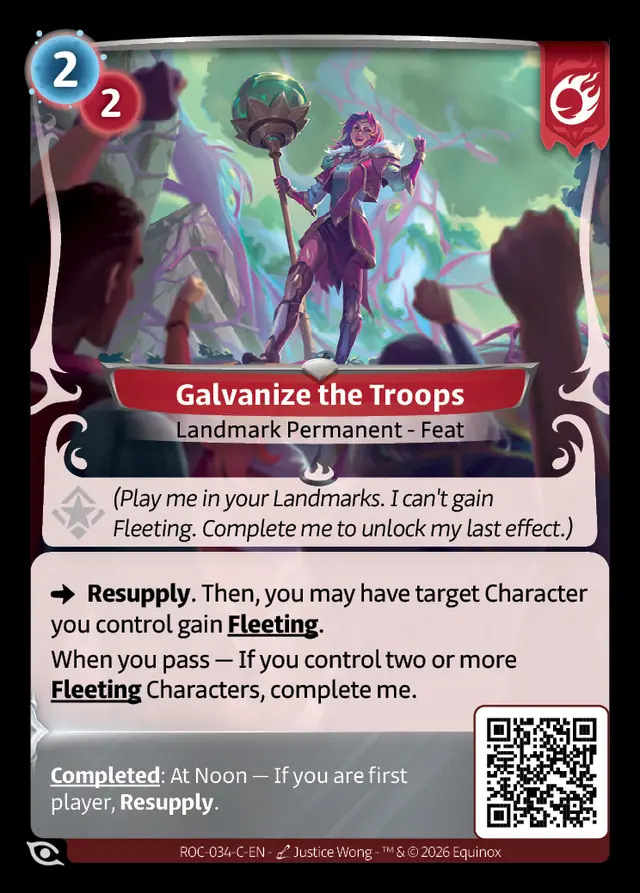 2
2
Galvanize the Troops
Landmark Permanent - Feat
(Play me in your Landmarks. I can't gain
Fleeting. Complete me to unlock my last effect.)
➔ Resupply. Then, you may have target Character
you control gain Fleeting.
When you pass — If you control two or more
Fleeting Characters, complete me.
Completed: At Noon — If you are first
player, Resupply.
ROC-034-C-EN - Justice Wong - ™ & © 2026 Equinox